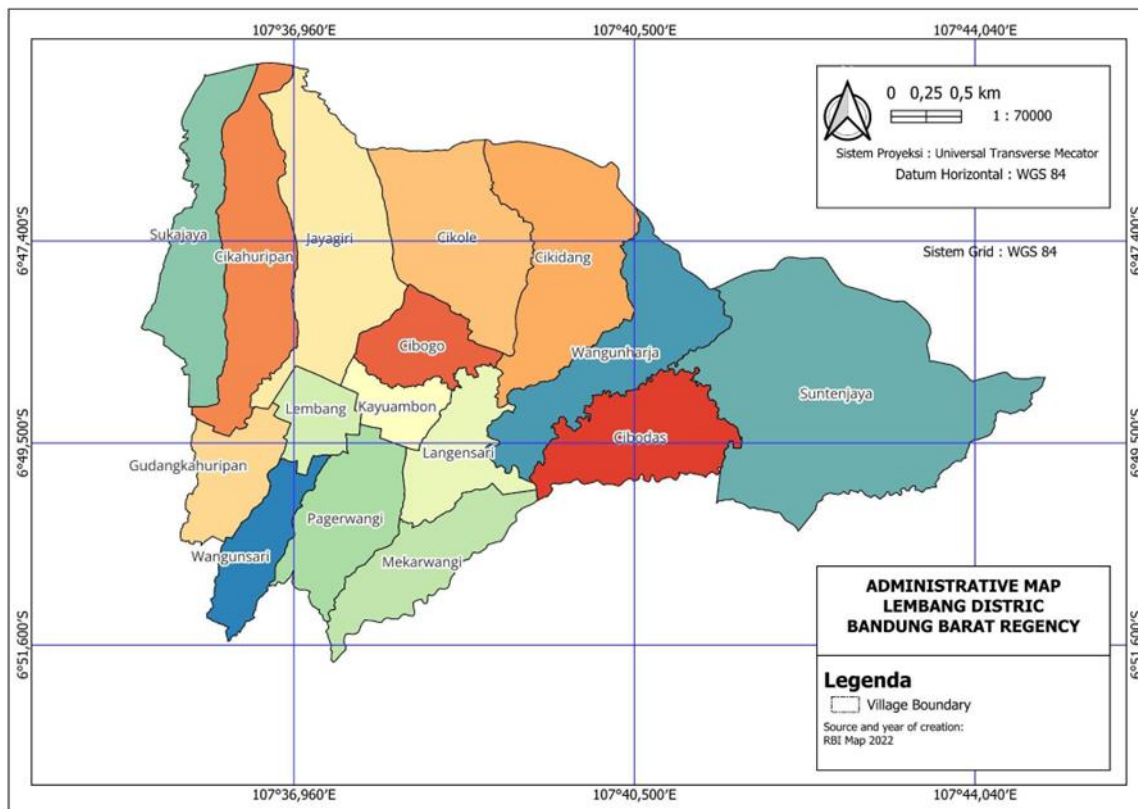 107°36,960′E
107°40,500′E
107°44,040′E
0 0,25 0,5 km
1 : 70000
Sistem Proyeksi : Universal Transverse Mecator
Datum Horizontal : WGS 84
Sistem Grid : WGS 84
6°47,400′S
6°47,400′S
Sukajaya
Cikahuripan
Jayagiri
Cikole
Cikidang
Cibogo
Wangunharja
Suntenjaya
Lembang
Kayuambon
Cibodas
6°49,500′S
6°49,500′S
Gudangkahuripan
Langensari
Pagerwangi
Wangunsari
Mekarwangi
6°51,600′S
6°51,600′S
ADMINISTRATIVE MAP
LEMBANG DISTRIC
BANDUNG BARAT REGENCY
Legenda
Village Boundary
Source and year of creation:
RBI Map 2022
107°36,960′E
107°40,500′E
107°44,040′E